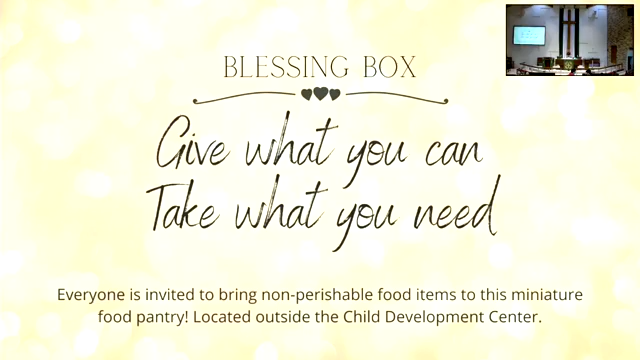 BLESSING BOX
Give what you can
Take what you need
Everyone is invited to bring non-perishable food items to this miniature
food pantry! Located outside the Child Development Center.